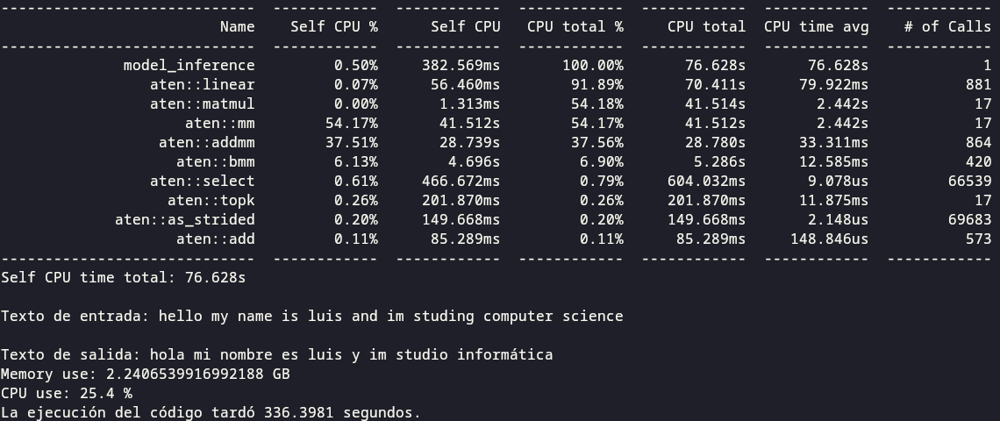 -----------------------------  ------------  ------------  ------------  ------------  ------------  ------------
Name    Self CPU %      Self CPU   CPU total %     CPU total  CPU time avg    # of Calls
-----------------------------  ------------  ------------  ------------  ------------  ------------  ------------
model_inference         0.50%     382.569ms       100.00%       76.628s       76.628s             1
aten::linear         0.07%      56.460ms        91.89%       70.411s      79.922ms           881
aten::matmul         0.00%       1.313ms        54.18%       41.514s        2.442s            17
aten::mm        54.17%       41.512s        54.17%       41.512s        2.442s            17
aten::addmm        37.51%       28.739s        37.56%       28.780s      33.311ms           864
aten::bmm         6.13%        4.696s         6.90%        5.286s      12.585ms           420
aten::select         0.61%     466.672ms         0.79%     604.032ms       9.078us         66539
aten::topk         0.26%     201.870ms         0.26%     201.870ms      11.875ms            17
aten::as_strided         0.20%     149.668ms         0.20%     149.668ms       2.148us         69683
aten::add         0.11%      85.289ms         0.11%      85.289ms     148.846us           573
-----------------------------  ------------  ------------  ------------  ------------  ------------  ------------
Self CPU time total: 76.628s
Texto de entrada: hello my name is luis and im studing computer science
Texto de salida: hola mi nombre es luis y im studio informática
Memory use: 2.2406539916992188 GB
CPU use: 25.4 %
La ejecución del código tardó 336.3981 segundos.